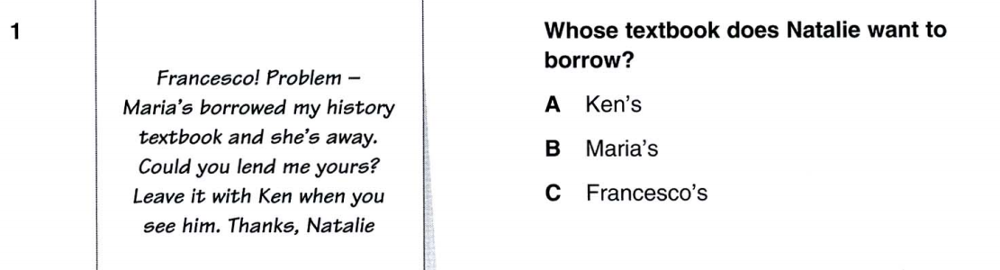 1
Francesco! Problem –
Maria's borrowed my history
textbook and she's away.
Could you lend me yours?
Leave it with Ken when you
see him. Thanks, Natalie
Whose textbook does Natalie want to
borrow?
A Ken's
B Maria's
C Francesco's